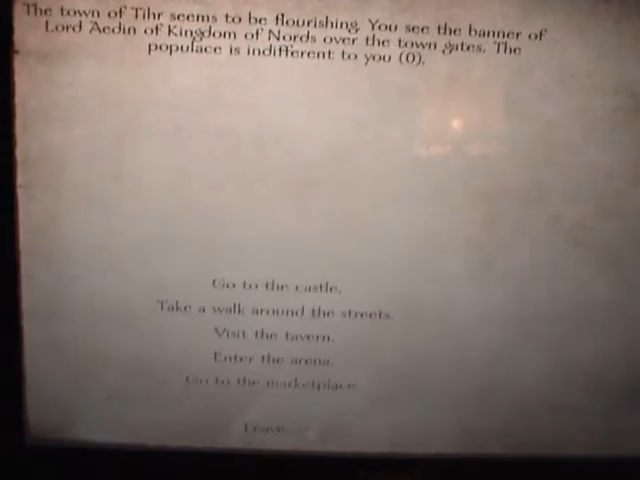 The town of Tihr seems to be flourishing. You see the banner of
Lord Aedin of Kingdom of Nords over the town gates. The
populace is indifferent to you (0).
Go to the castle.
Take a walk around the streets.
Visit the tavern.
Enter the arena.
Go to the marketplace.
Leave...